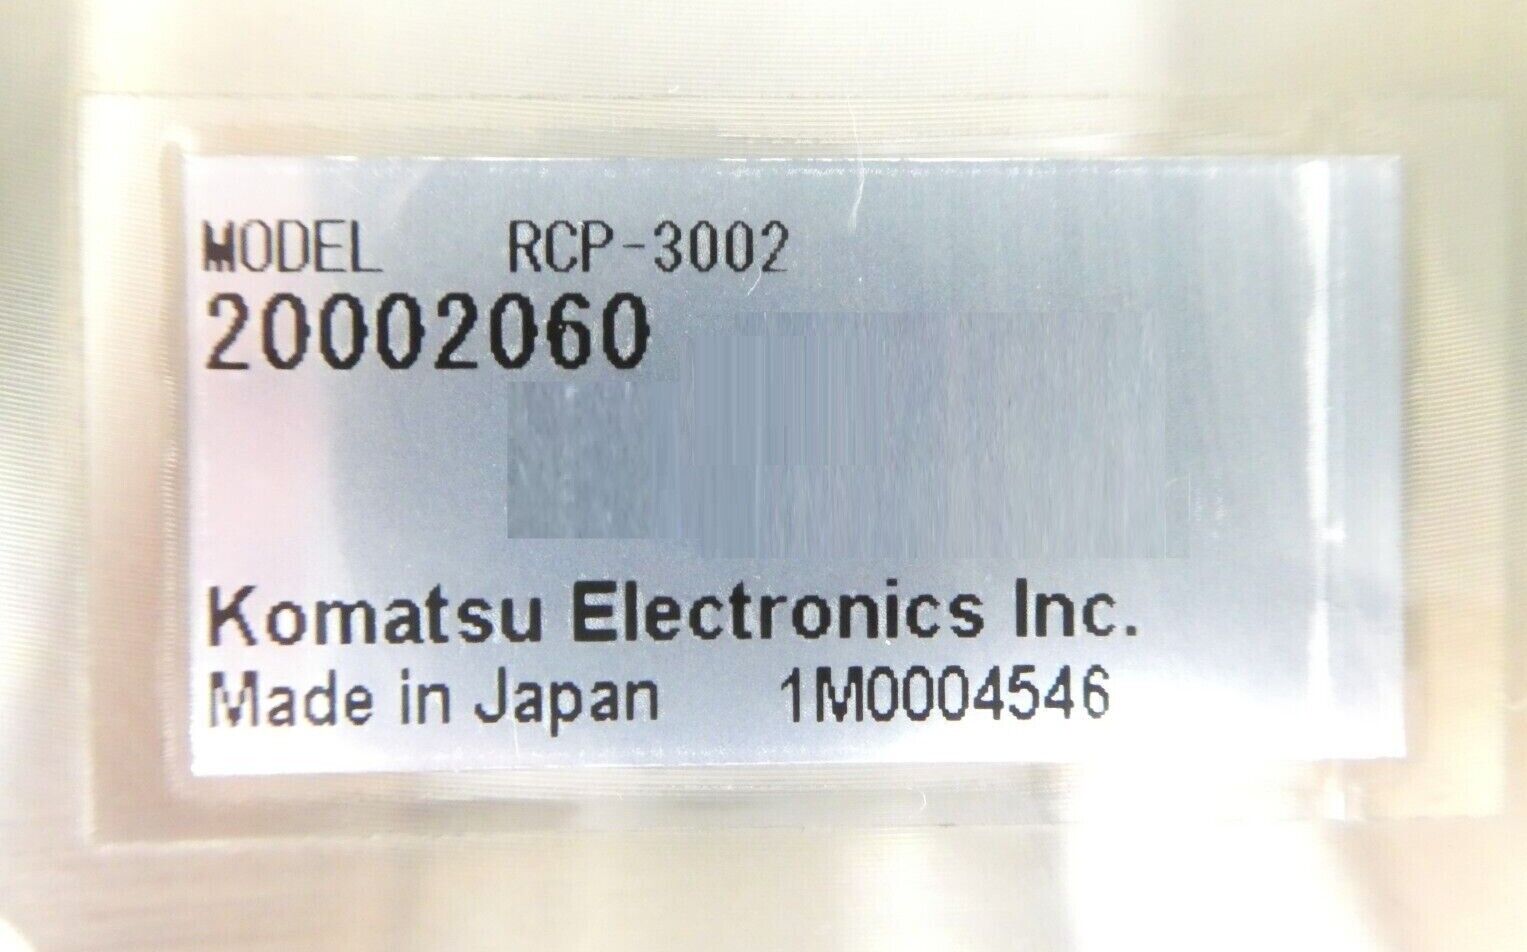 MODEL RCP-3002
20002060
Komatsu Electronics Inc.
Made in Japan 1M0004546